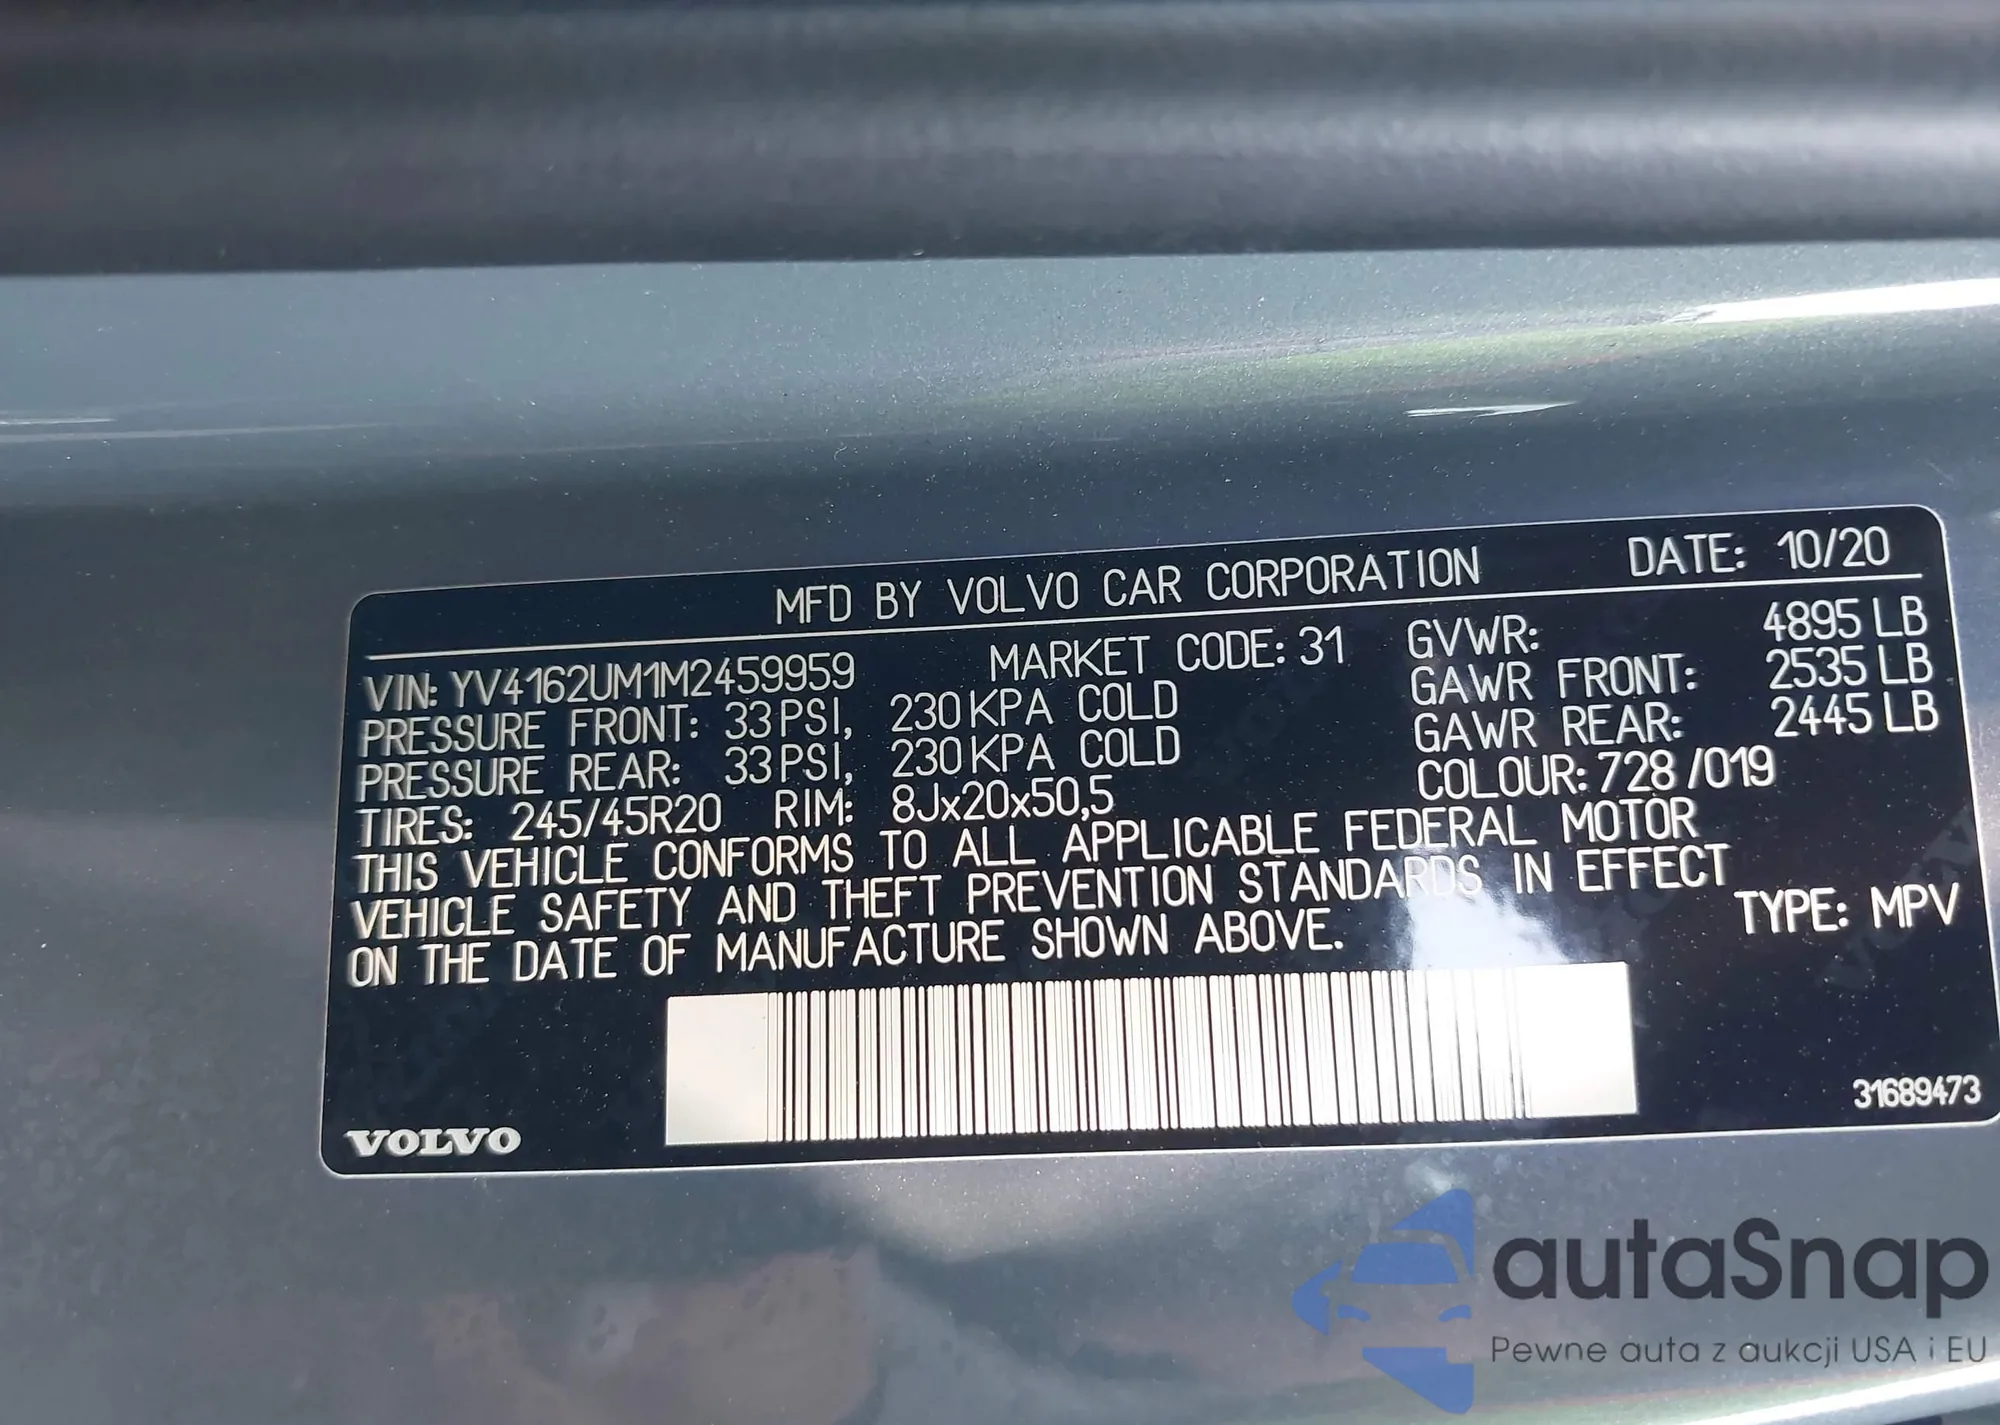 MFD BY VOLVO CAR CORPORATION DATE: 10/20
VIN: YV4162UM1M2459959 MARKET CODE: 31 GVWR: 4895 LB
PRESSURE FRONT: 33 PSI, 230 KPA COLD GAWR FRONT: 2535 LB
PRESSURE REAR: 33 PSI, 230 KPA COLD GAWR REAR: 2445 LB
TIRES: 245/45R20 RIM: 8Jx20x50,5 COLOUR: 728 /019
THIS VEHICLE CONFORMS TO ALL APPLICABLE FEDERAL MOTOR
VEHICLE SAFETY AND THEFT PREVENTION STANDARDS IN EFFECT
ON THE DATE OF MANUFACTURE SHOWN ABOVE. TYPE: MPV
31689473
VOLVO
autaSnap
Pewne auta z aukcji USA i EU